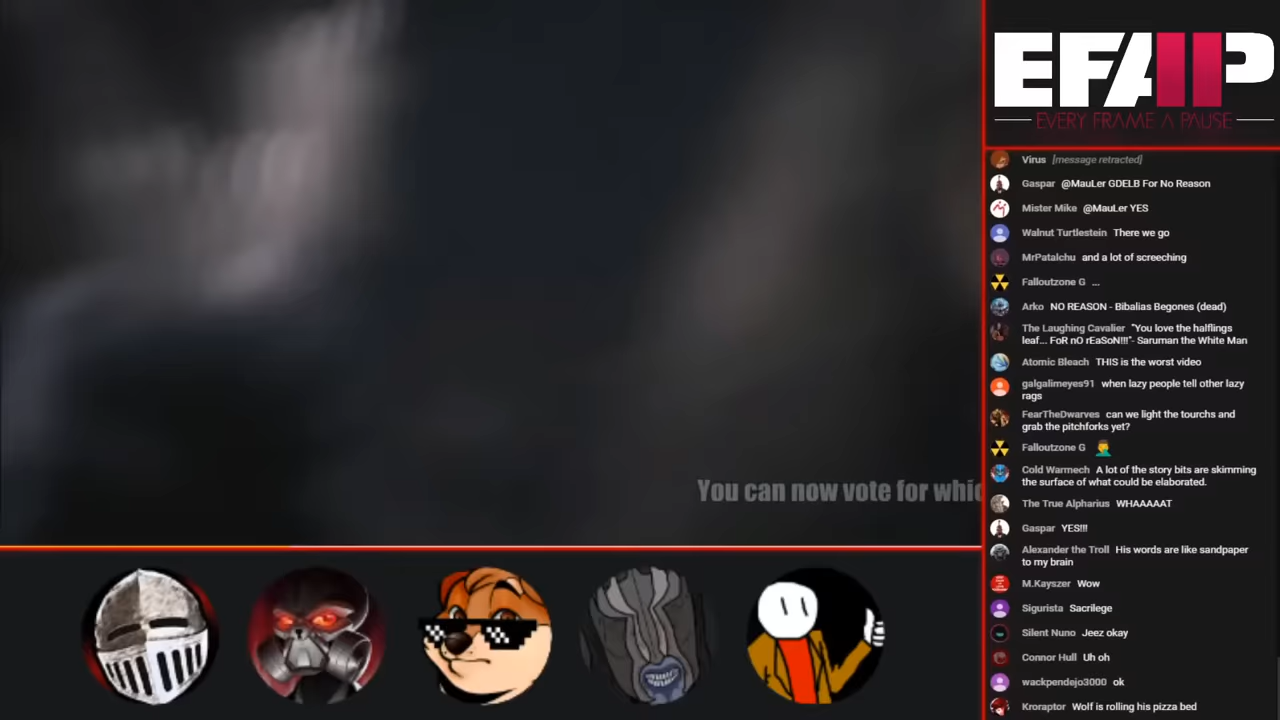 EFAP
EVERY FRAME A PAUSE
Virus [message retracted]
Gaspar @MauLer GDELB For No Reason
Mister Mike @MauLer YES
Walnut Turtlestein There we go
MrPatalchu and a lot of screeching
Falloutzone G ...
Arko NO REASON - Bibalias Begones (dead)
The Laughing Cavalier "You love the halflings
leaf... FoR nO rEaSoN!!!"- Saruman the White Man
Atomic Bleach THIS is the worst video
galgalimeyes91 when lazy people tell other lazy
rags
FearTheDwarves can we light the tourchs and
grab the pitchforks yet?
Falloutzone G 🤦‍♂️
Cold Warmech A lot of the story bits are skimming
the surface of what could be elaborated.
The True Alpharius WHAAAAAT
Gaspar YES!!!
Alexander the Troll His words are like sandpaper
to my brain
M.Kayszer Wow
Sigurista Sacrilege
Silent Nuno Jeez okay
Connor Hull Uh oh
wackpendejo3000 ok
Kroraptor Wolf is rolling his pizza bed
You can now vote for whic